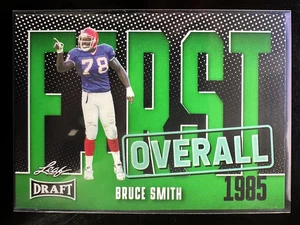 FIRST
78
OVERALL
Leaf
DRAFT
BRUCE SMITH
1985